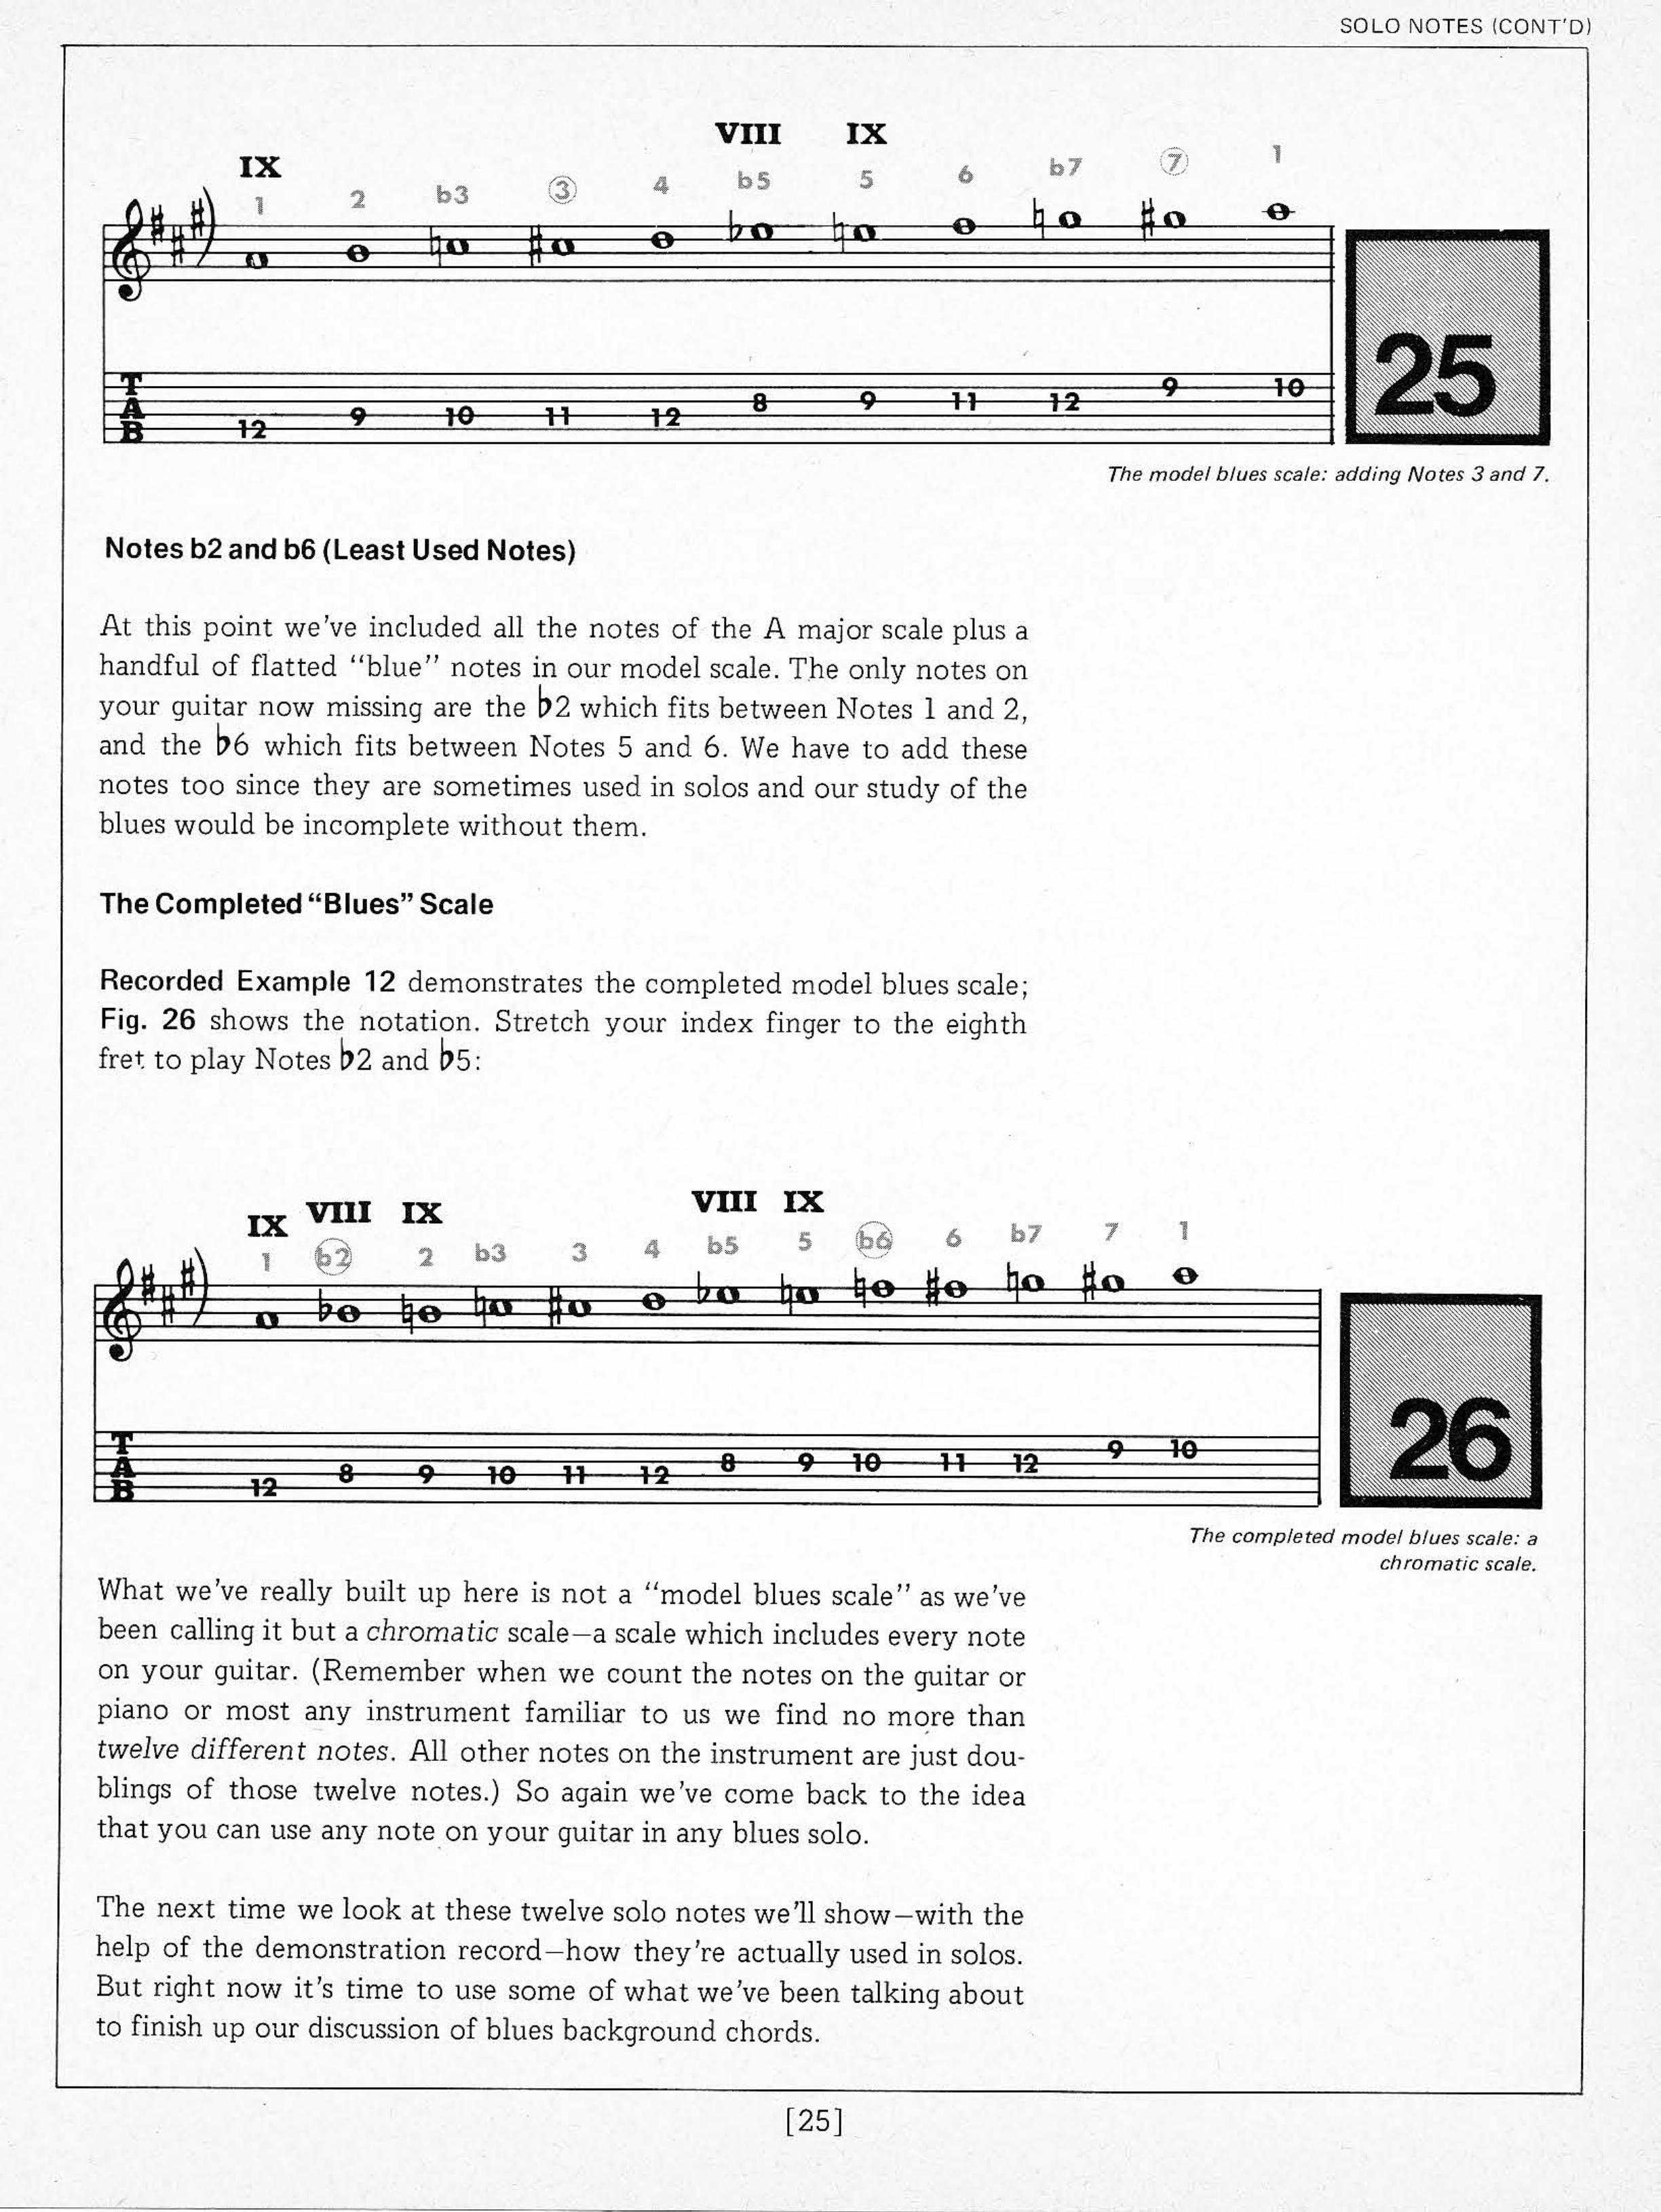 SOLO NOTES (CONT'D)
VIII IX
IX
1 2 b3 3 4 b5 5 6 b7 7 1
T
A
B
12 9 10 11 12 8 9 11 12 9 10
25
The model blues scale: adding Notes 3 and 7.
Notes b2 and b6 (Least Used Notes)
At this point we've included all the notes of the A major scale plus a
handful of flatted "blue" notes in our model scale. The only notes on
your guitar now missing are the ♭2 which fits between Notes 1 and 2,
and the ♭6 which fits between Notes 5 and 6. We have to add these
notes too since they are sometimes used in solos and our study of the
blues would be incomplete without them.
The Completed "Blues" Scale
Recorded Example 12 demonstrates the completed model blues scale;
Fig. 26 shows the notation. Stretch your index finger to the eighth
fret to play Notes ♭2 and ♭5:
IX VIII IX VIII IX
1 b2 2 b3 3 4 b5 5 b6 6 b7 7 1
T
A
B
12 8 9 10 11 12 8 9 10 11 12 9 10
26
The completed model blues scale: a
chromatic scale.
What we've really built up here is not a "model blues scale" as we've
been calling it but a chromatic scale—a scale which includes every note
on your guitar. (Remember when we count the notes on the guitar or
piano or most any instrument familiar to us we find no more than
twelve different notes. All other notes on the instrument are just dou-
blings of those twelve notes.) So again we've come back to the idea
that you can use any note on your guitar in any blues solo.
The next time we look at these twelve solo notes we'll show—with the
help of the demonstration record—how they're actually used in solos.
But right now it's time to use some of what we've been talking about
to finish up our discussion of blues background chords.
[25]